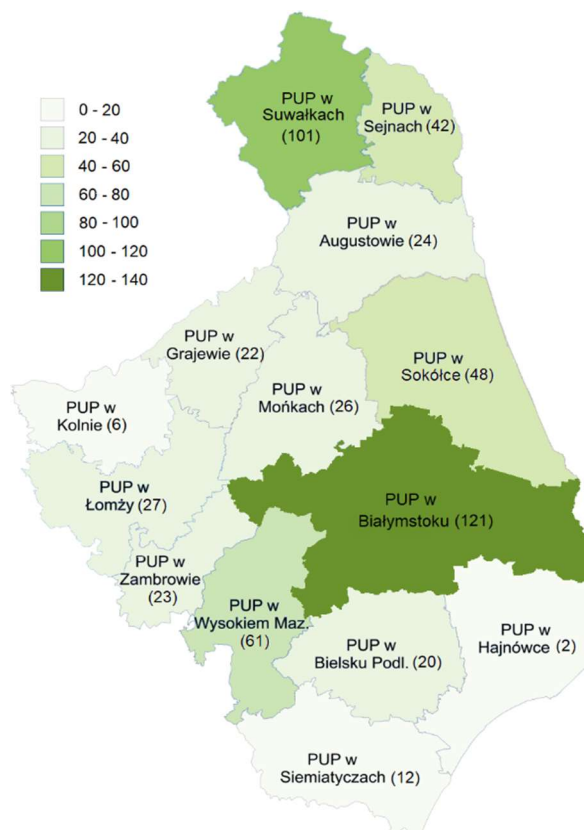 0 - 20
20 - 40
40 - 60
60 - 80
80 - 100
100 - 120
120 - 140
PUP w
Suwałkach
(101)
PUP w
Sejnach (42)
PUP w
Augustowie (24)
PUP w
Grajewie (22)
PUP w
Sokółce (48)
PUP w
Mońkach (26)
PUP w
Kolnie (6)
PUP w
Łomży (27)
PUP w
Białymstoku (121)
PUP w
Zambrowie
(23)
PUP w
Wysokiem Maz.
(61)
PUP w
Hajnówce (2)
PUP w
Bielsku Podl. (20)
PUP w
Siemiatyczach (12)